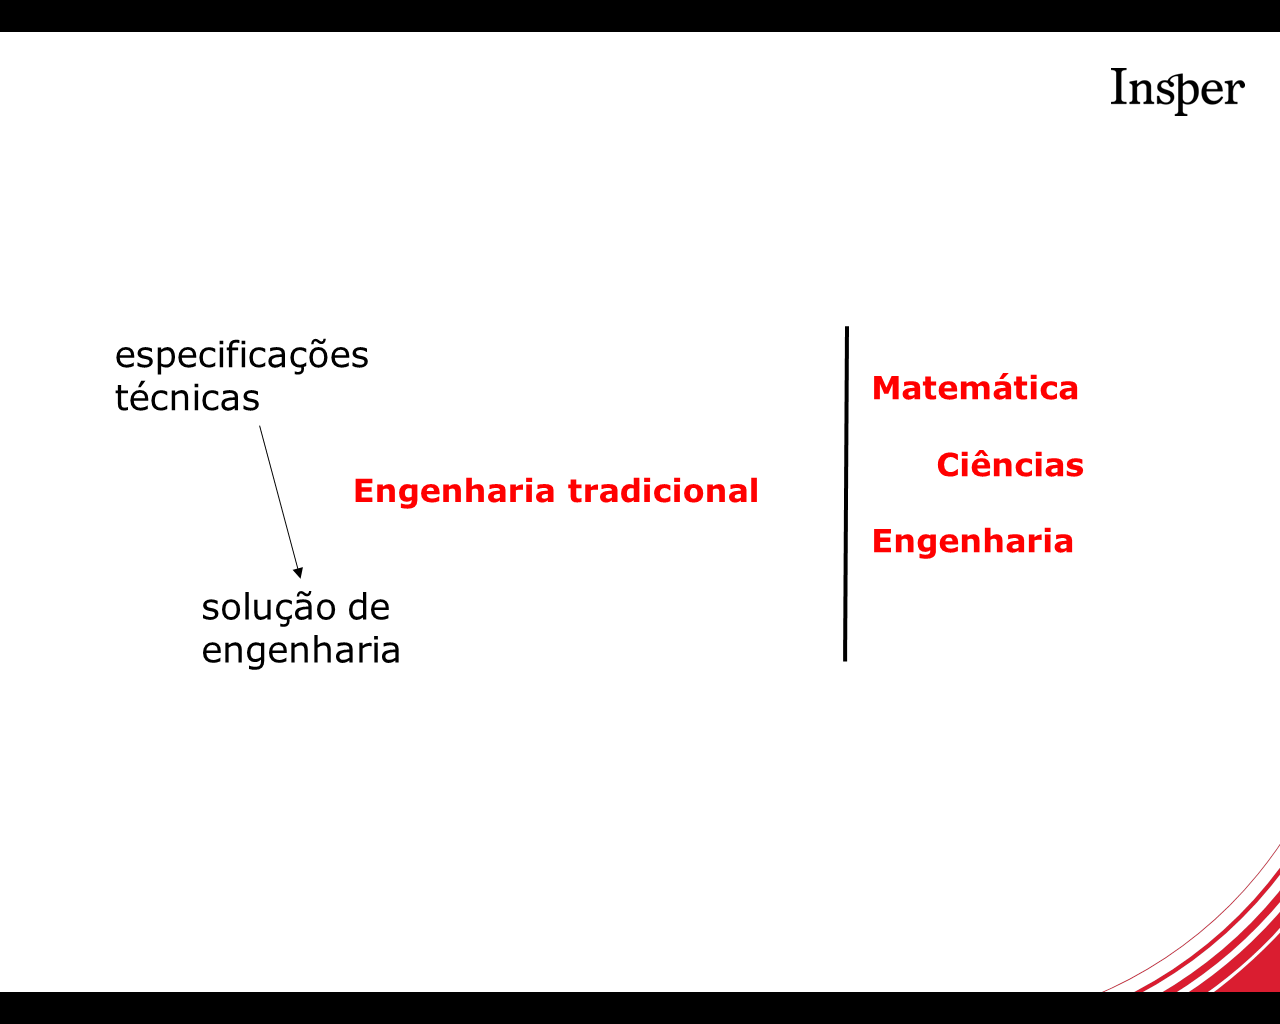 Insper
especificações
técnicas
Engenharia tradicional
solução de
engenharia
Matemática
Ciências
Engenharia